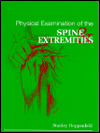 Physical Examination of the
SPINE &
EXTREMITIES
Stanley Hoppenfeld